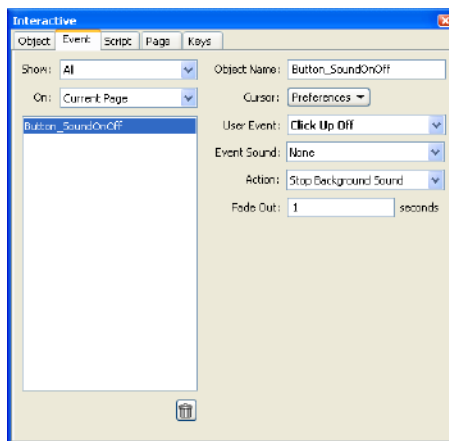 Interactive
Object Event Script Page Keys
Show: All
On: Current Page
Button_SoundOnOff
Object Name: Button_SoundOnOff
Cursor: Preferences
User Event: Click Up Off
Event Sound: None
Action: Stop Background Sound
Fade Out: 1 seconds